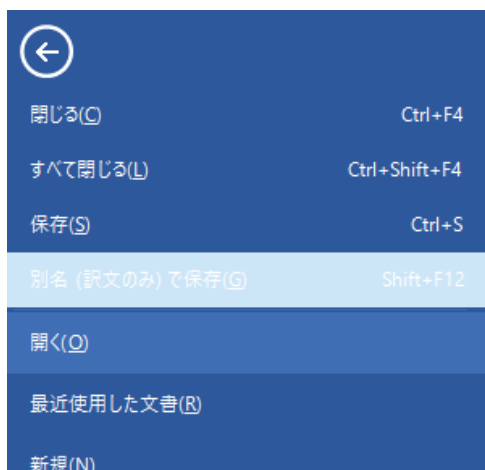 閉じる(C) Ctrl+F4
すべて閉じる(L) Ctrl+Shift+F4
保存(S) Ctrl+S
別名 (訳文のみ) で保存(G) Shift+F12
開く(O)
最近使用した文書(R)
新規(N)